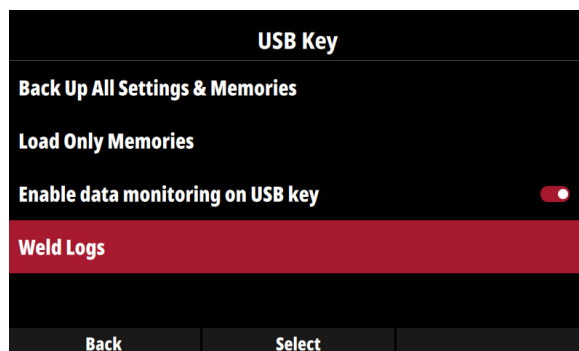 USB Key
Back Up All Settings & Memories
Load Only Memories
Enable data monitoring on USB key
Weld Logs
Back
Select